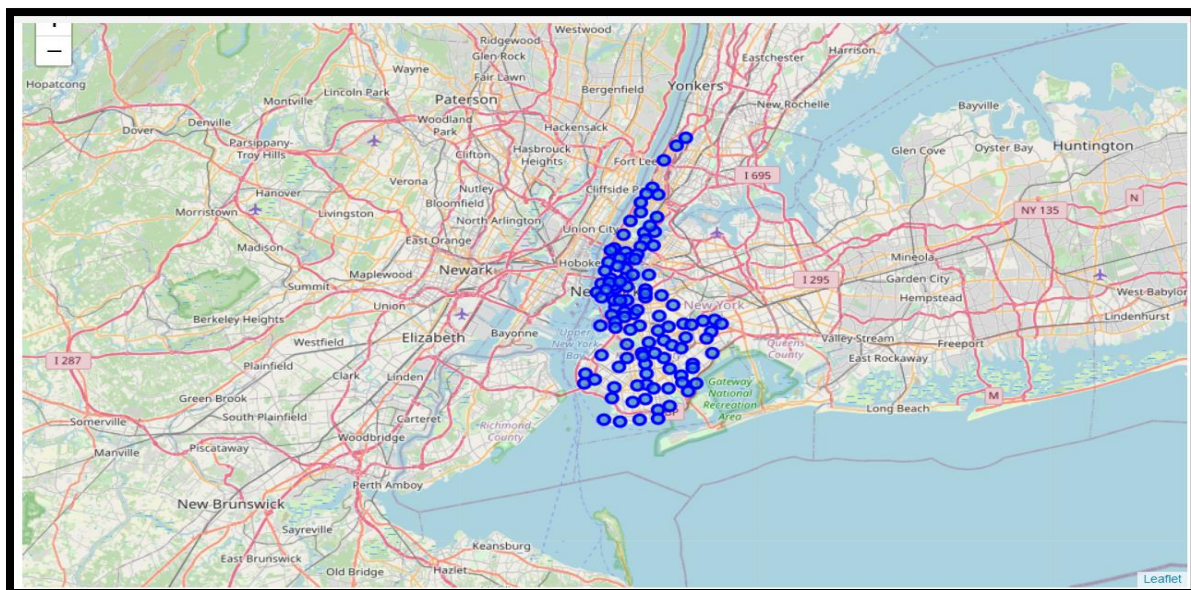 +
−
Westwood
Ridgewood
Glen Rock
Harrison
Eastchester
Hopatcong
Wayne
Fair Lawn
Bergenfield
Yonkers
Lincoln Park
Paterson
Montville
New Rochelle
Bayville
Denville
Woodland
Park
Hackensack
Dover
Parsippany-
Troy Hills
Clifton
Hasbrouck
Heights
Fort Lee
Glen Cove
Oyster Bay
Huntington
I 695
Verona
Nutley
Cliffside
Hanover
Bloomfield
N
Morristown
Livingston
North Arlington
NY 135
Union City
East Orange
Madison
Mineola
Maplewood
Newark
Hoboke
I 295
Garden City
Summit
Ne
West Babylon
Union
New York
Hempstead
Berkeley Heights
Lindenhurst
Elizabeth
Bayonne
Upper
New York
Bay
Westfield
Queens
County
Valley Stream
Freeport
I 287
East Rockaway
Plainfield
Clark
Linden
Gateway
National
Recreation
Area
M
Green Brook
Long Beach
South Plainfield
Carteret
Somerville
Richmond
County
Woodbridge
Manville
Piscataway
Perth Amboy
New Brunswick
Sayreville
Keansburg
East Brunswick
Old Bridge
Hazlet
Leaflet